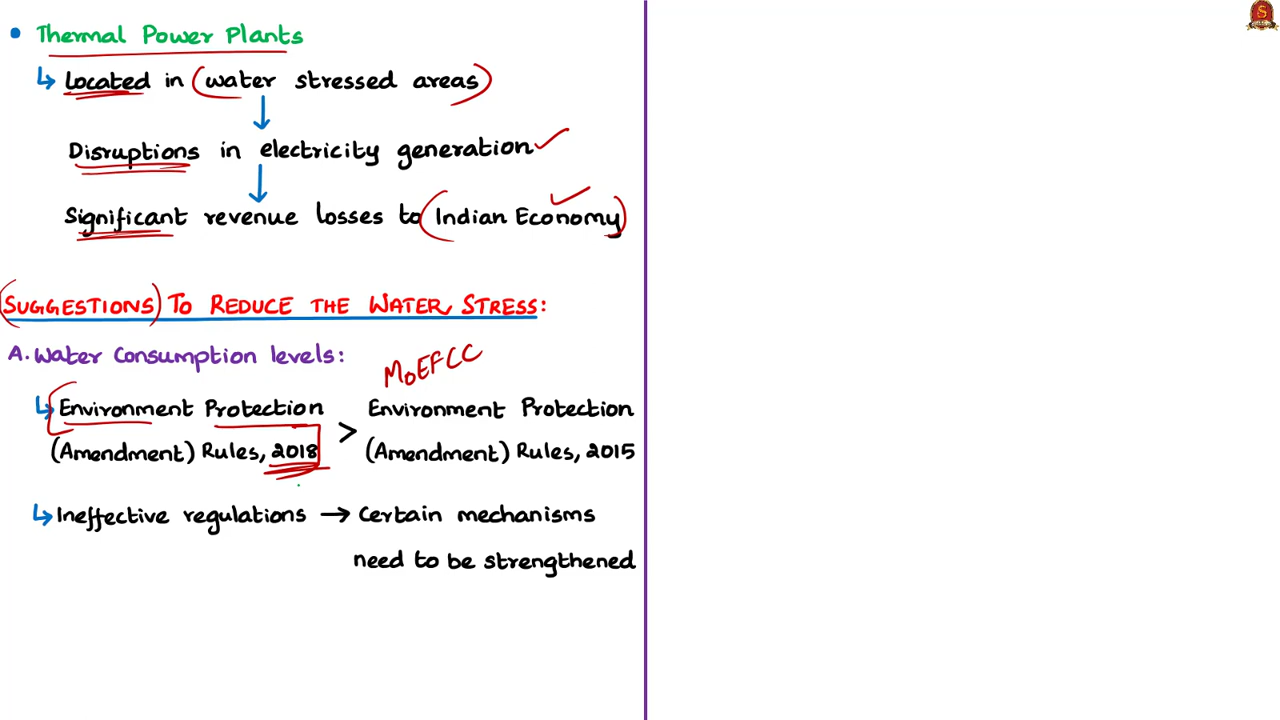 • Thermal Power Plants
↳ Located in water stressed areas
↓
Disruptions in electricity generation
↓
Significant revenue losses to Indian Economy
SUGGESTIONS TO REDUCE THE WATER STRESS:
A. Water Consumption levels:
MoEFCC
↳ Environment Protection (Amendment) Rules, 2018 > Environment Protection (Amendment) Rules, 2015
↳ Ineffective regulations → Certain mechanisms
need to be strengthened